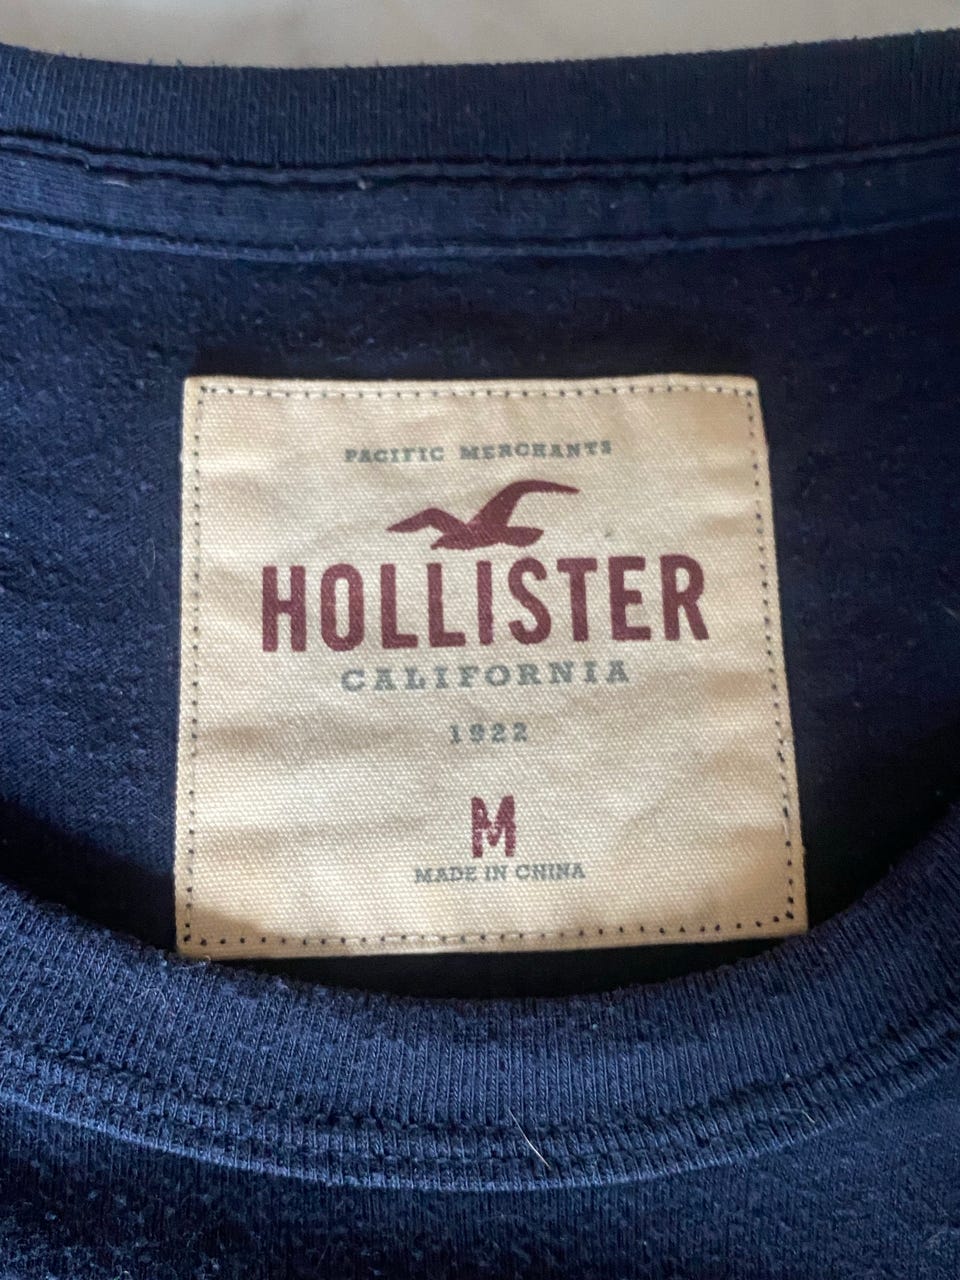 PACIFIC MERCHANTS
HOLLISTER
CALIFORNIA
1922
M
MADE IN CHINA